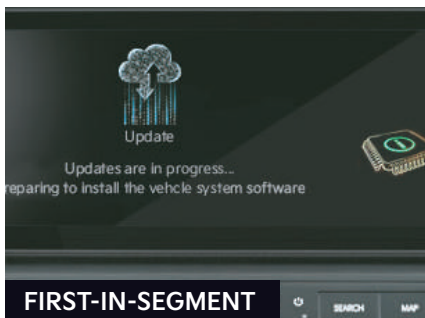 Update
Updates are in progress...
reparing to install the vehcle system software
FIRST-IN-SEGMENT
SEARCH
MAP